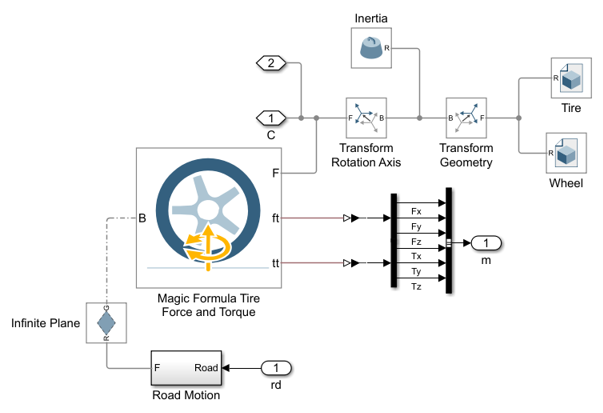 Inertia
R
2
1
C
F
B
Transform
Rotation Axis
B
F
Transform
Geometry
R
Tire
R
Wheel
F
B
ft
tt
Magic Formula Tire
Force and Torque
Fx
Fy
Fz
Tx
Ty
Tz
1
m
G
Infinite Plane
R
F
Road
Road Motion
1
rd